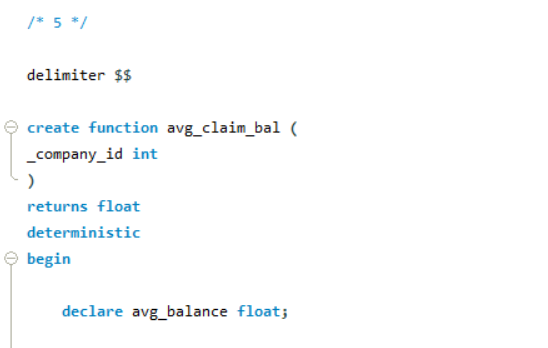 /* 5 */
delimiter $$
create function avg_claim_bal (
_company_id int
)
returns float
deterministic
begin
declare avg_balance float;